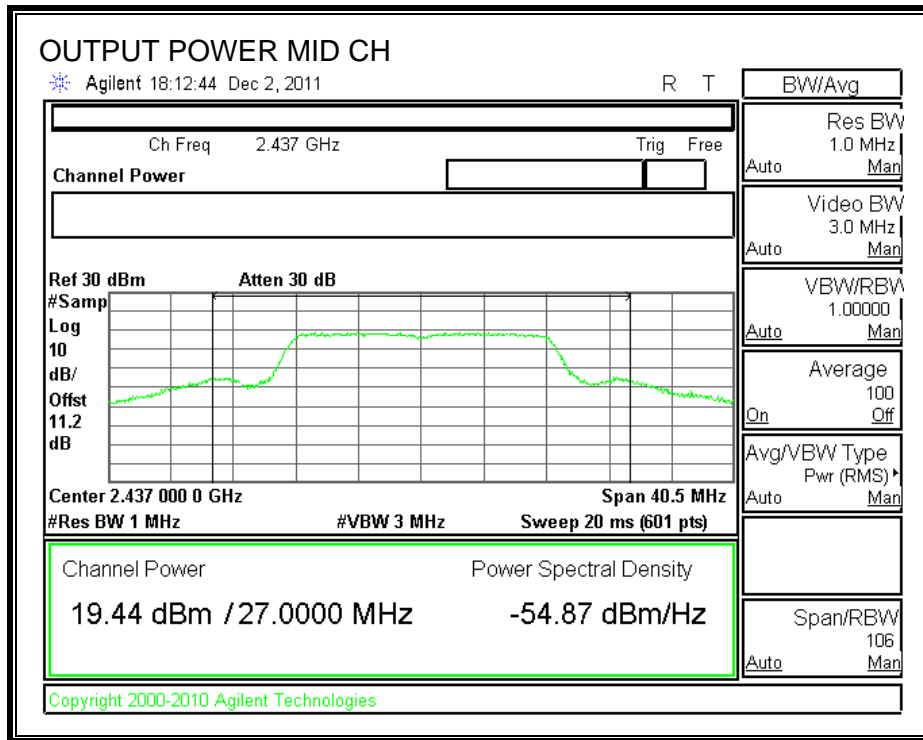 OUTPUT POWER MID CH
Agilent 18:12:44 Dec 2, 2011 R T
BW/Avg
Ch Freq 2.437 GHz Trig Free
Channel Power
Res BW
1.0 MHz
Auto Man
Video BW
3.0 MHz
Auto Man
VBW/RBW
1.00000
Auto Man
Average
100
On Off
Avg/VBW Type
Pwr (RMS)
Auto Man
Span/RBW
106
Auto Man
Ref 30 dBm Atten 30 dB
#Samp
Log
10
dB/
Offst
11.2
dB
Center 2.437 000 0 GHz Span 40.5 MHz
#Res BW 1 MHz #VBW 3 MHz Sweep 20 ms (601 pts)
Channel Power Power Spectral Density
19.44 dBm / 27.0000 MHz -54.87 dBm/Hz
Copyright 2000-2010 Agilent Technologies